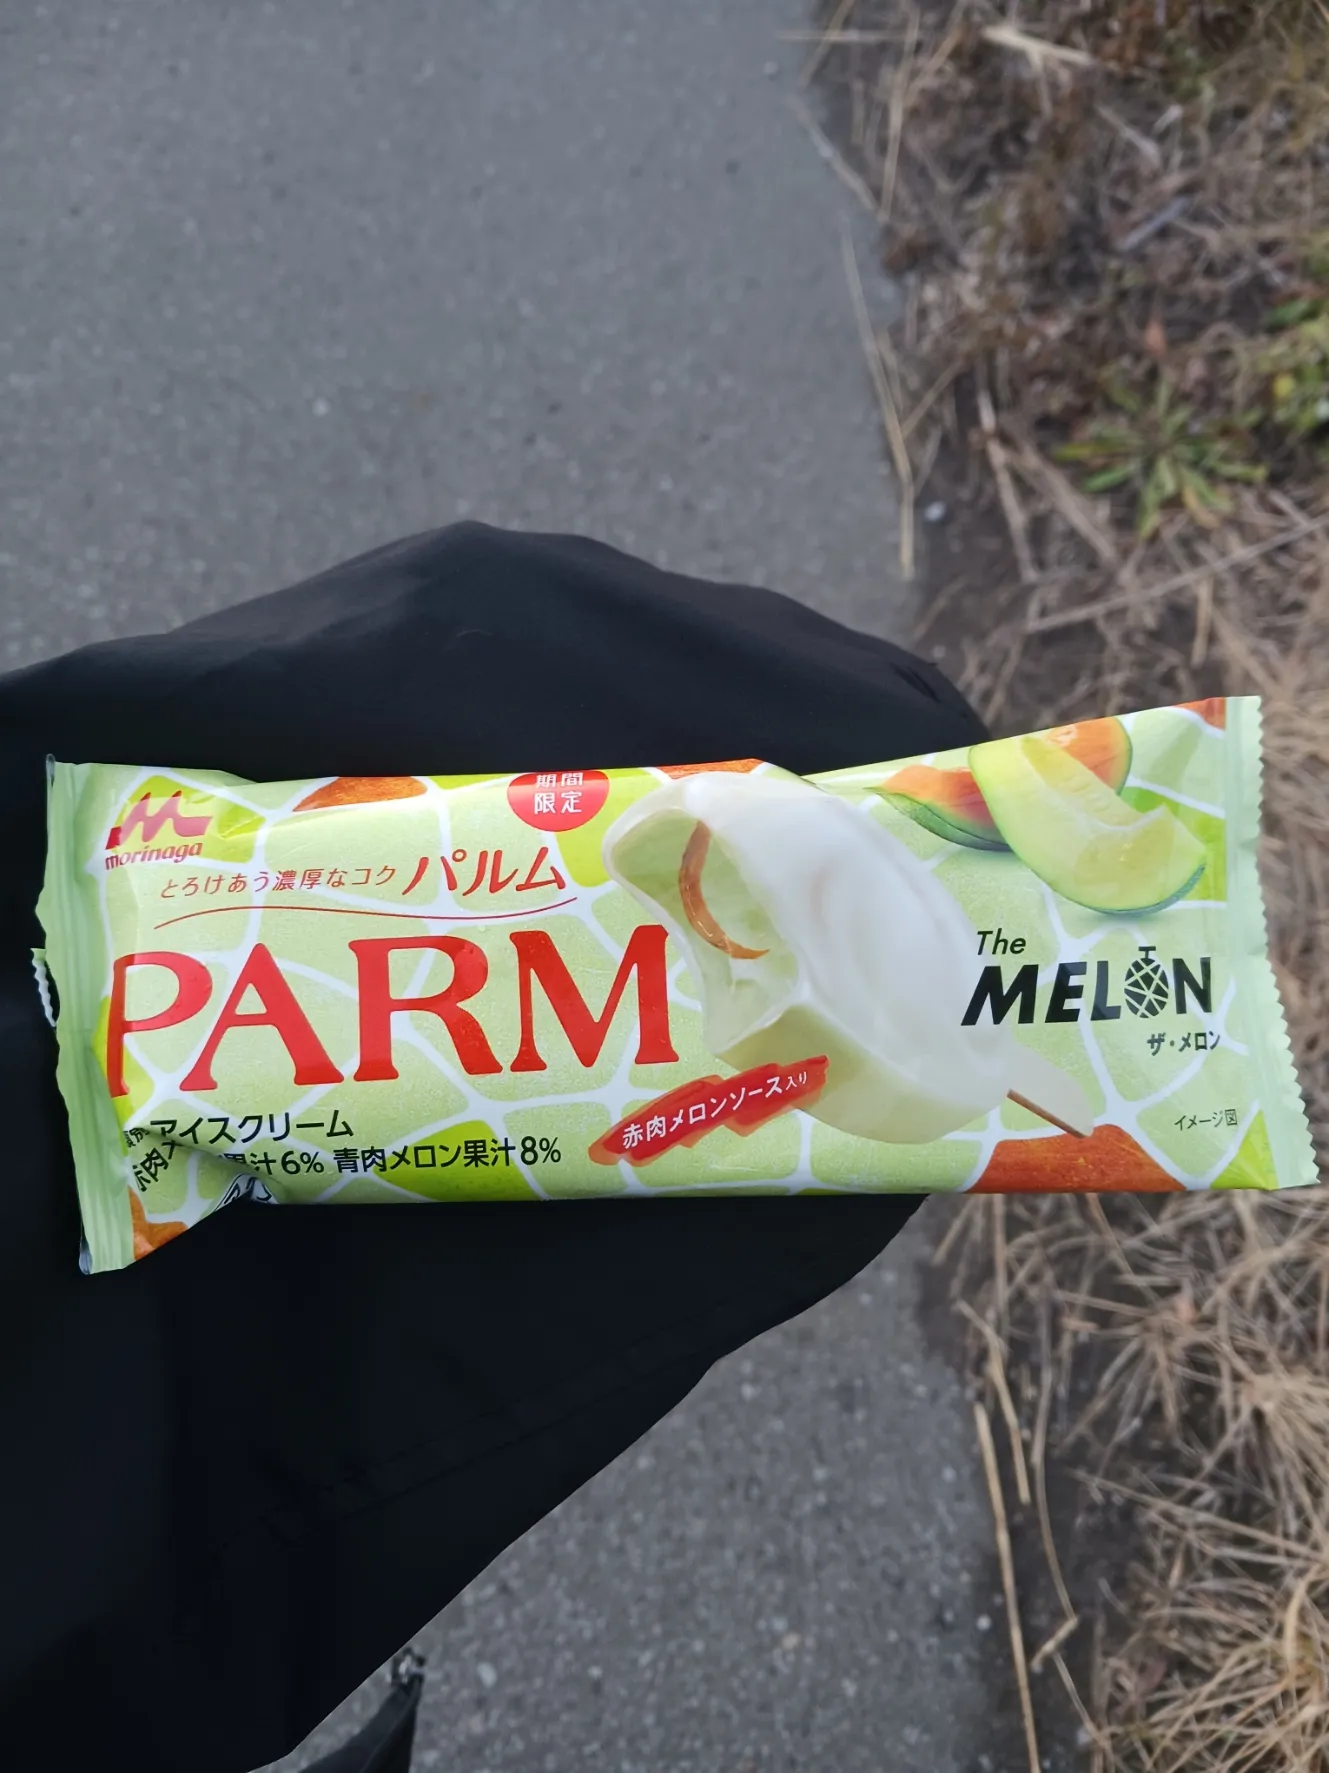 期間
限定
morinaga
とろけあう濃厚なコク パルム
PARM
The
MELON
ザ・メロン
アイスクリーム
果汁6% 青肉メロン果汁8%
赤肉メロンソース入り
イメージ図